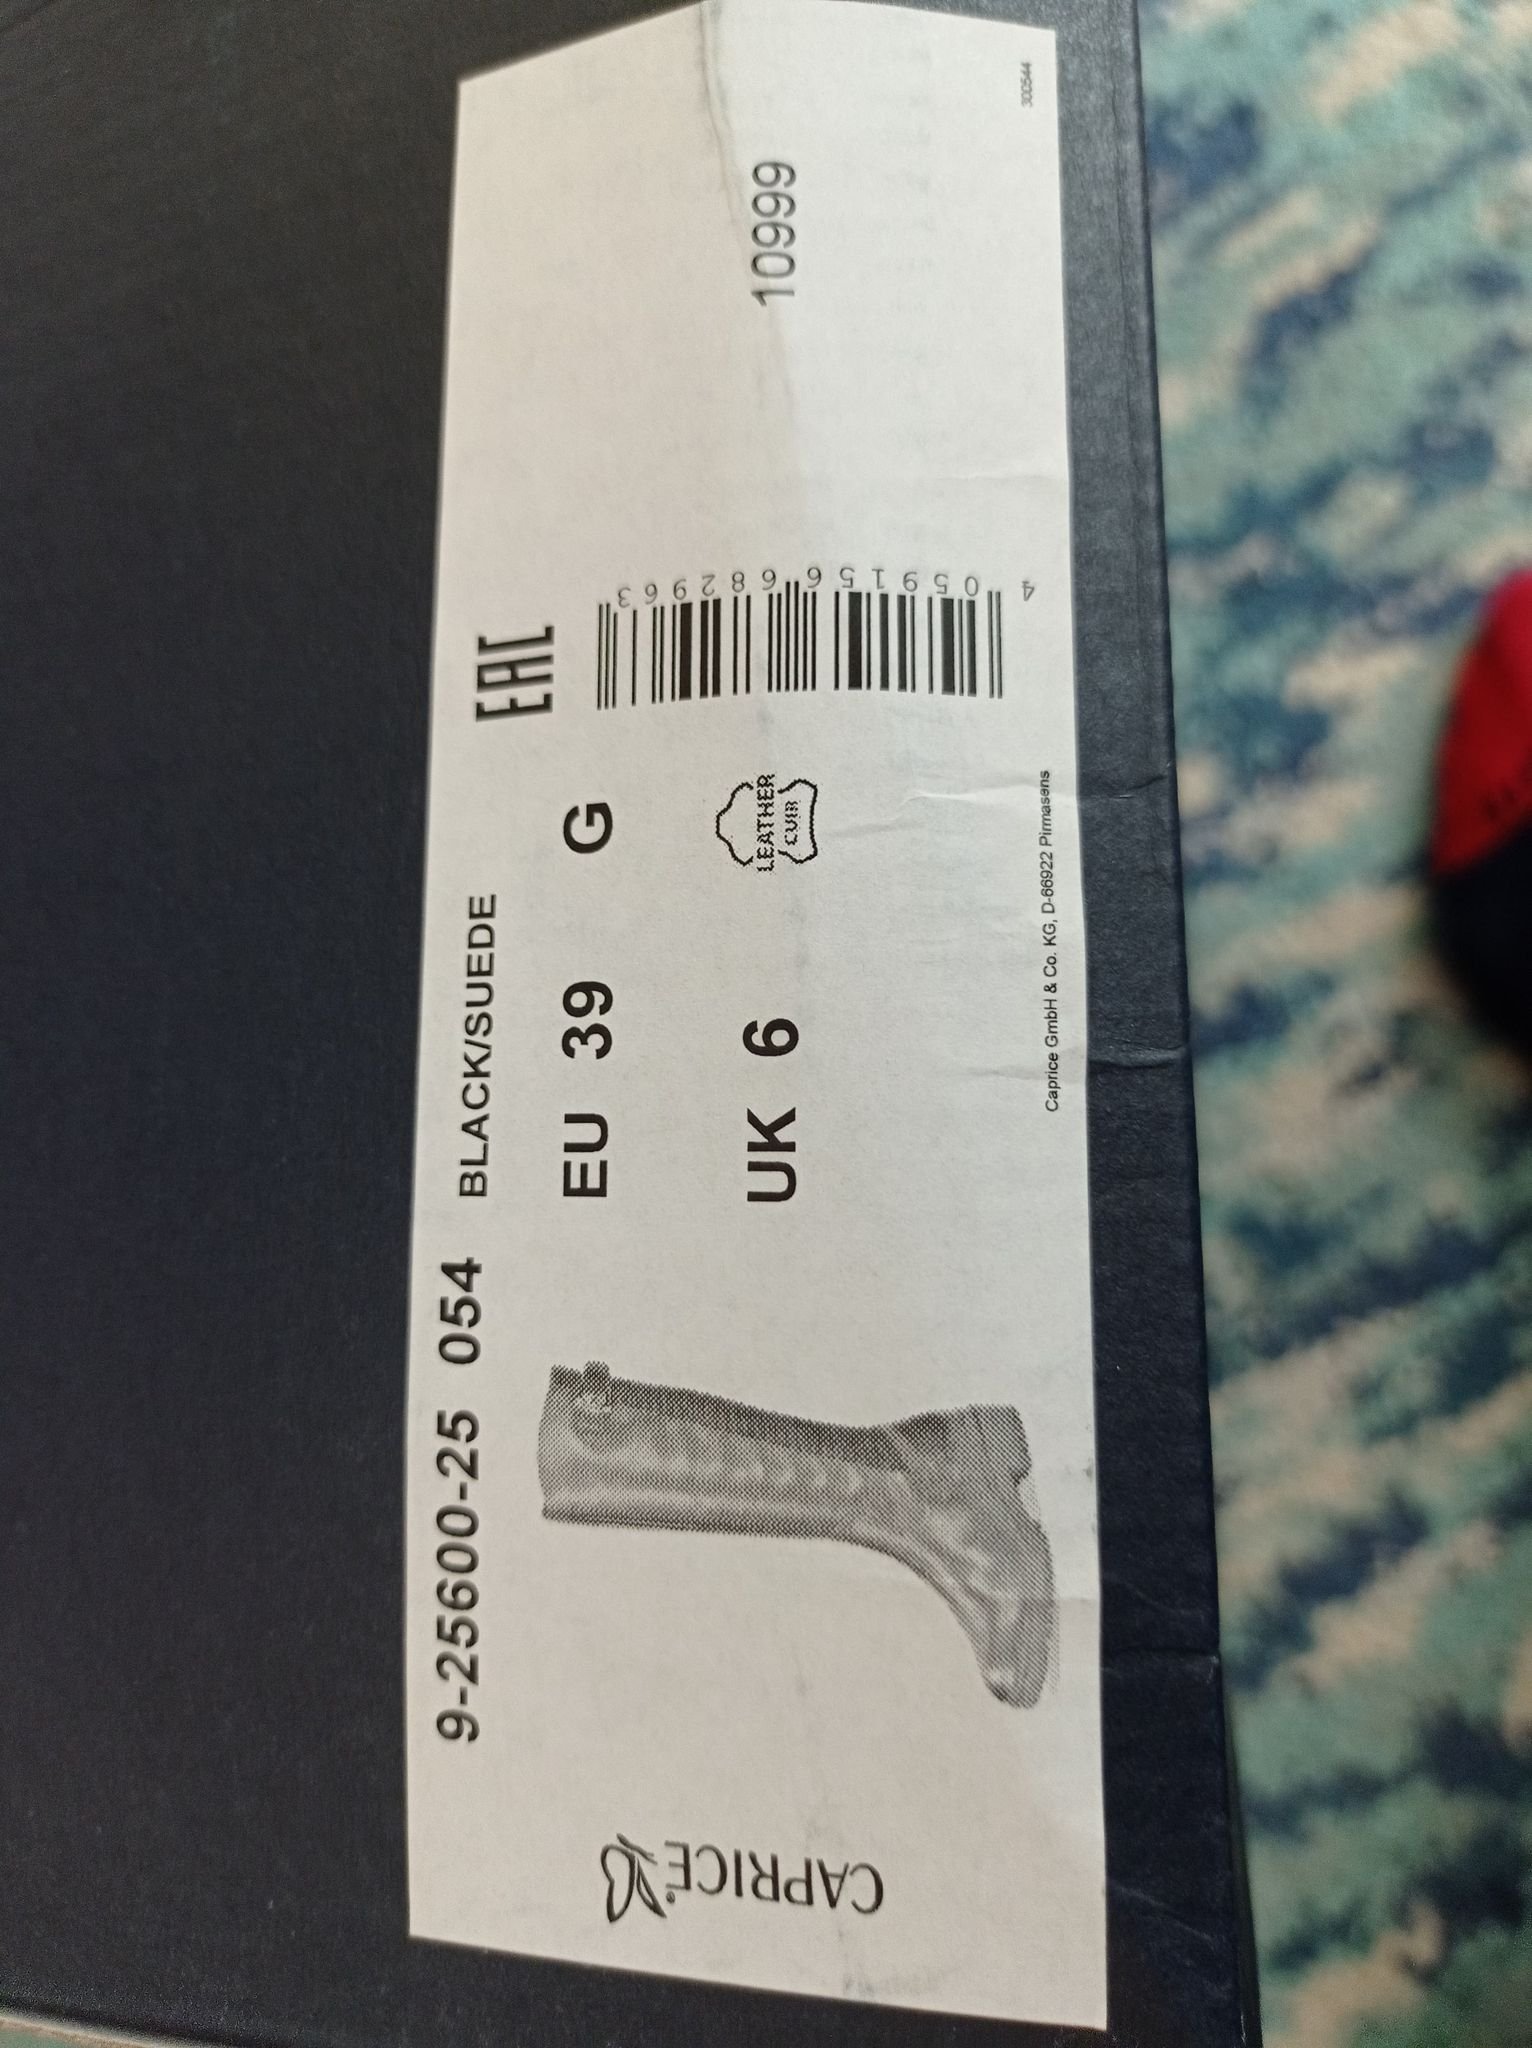 9-25600-25 054 BLACK/SUEDE
EU 39 G
EAC
UK 6
LEATHER
CUIR
4 059156 682963
10999
CAPRICE®
Caprice GmbH & Co. KG, D-66922 Pirmasens
300544